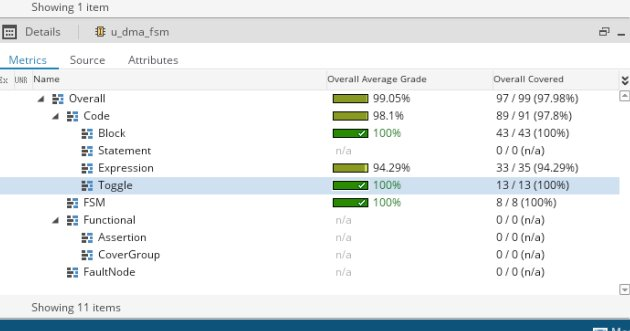 Showing 1 item
Details u_dma_fsm
Metrics Source Attributes
Ex UNR Name Overall Average Grade Overall Covered
Overall 99.05% 97 / 99 (97.98%)
Code 98.1% 89 / 91 (97.8%)
Block 100% 43 / 43 (100%)
Statement n/a 0 / 0 (n/a)
Expression 94.29% 33 / 35 (94.29%)
Toggle 100% 13 / 13 (100%)
FSM 100% 8 / 8 (100%)
Functional n/a 0 / 0 (n/a)
Assertion n/a 0 / 0 (n/a)
CoverGroup n/a 0 / 0 (n/a)
FaultNode n/a 0 / 0 (n/a)
Showing 11 items